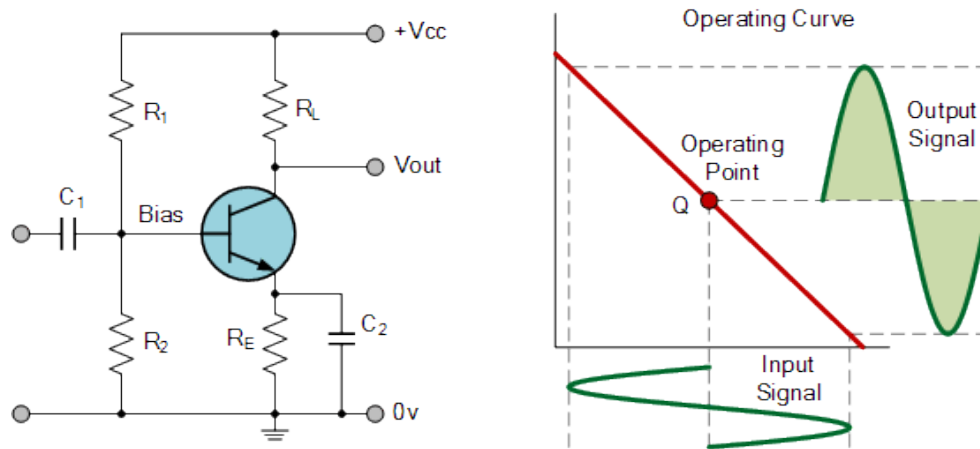 +Vcc
R1
RL
Vout
C1
Bias
R2
RE
C2
0v
Operating Curve
Output
Signal
Operating
Point
Q
Input
Signal